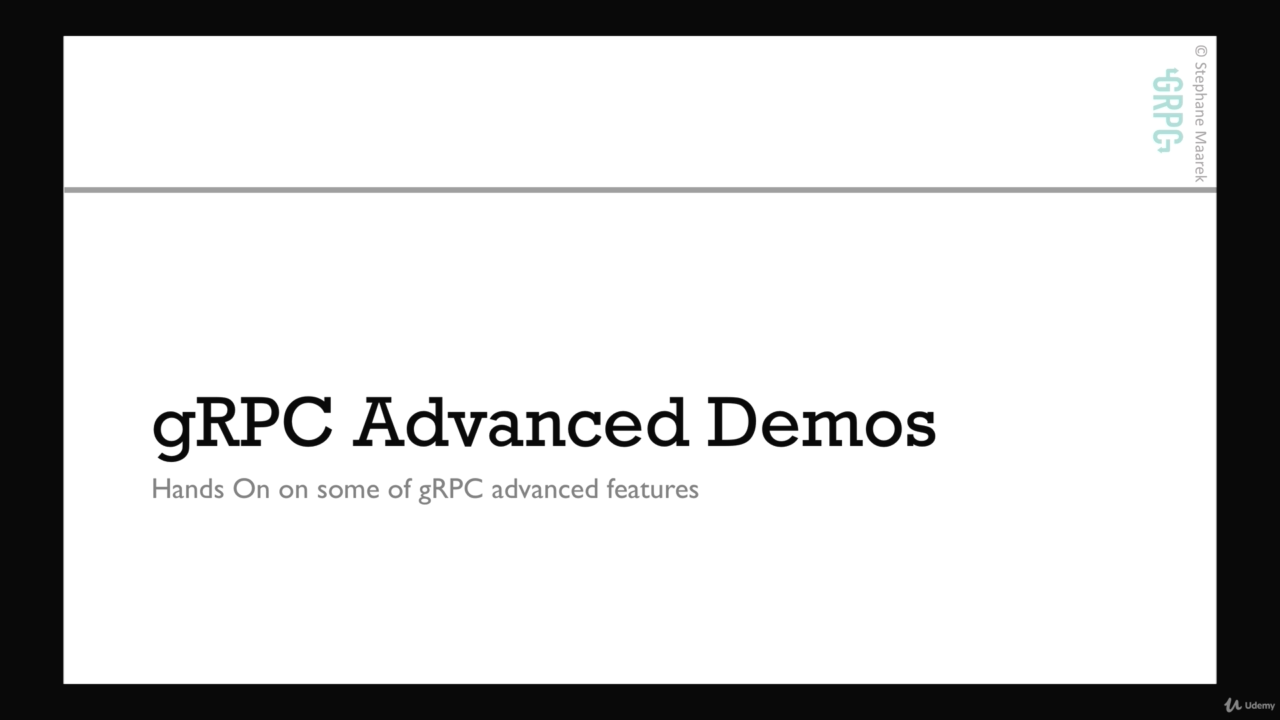 © Stephane Maarek
GRPC
gRPC Advanced Demos
Hands On on some of gRPC advanced features
Udemy